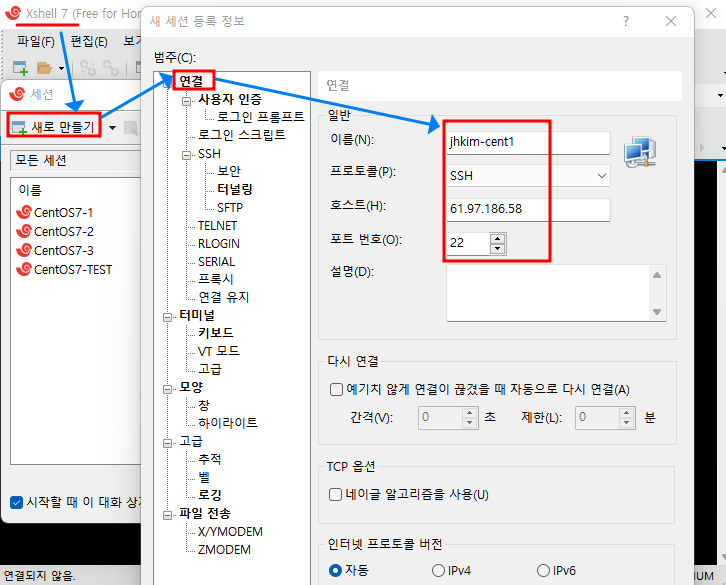 Xshell 7 (Free for Hom
파일(F) 편집(E) 보기
세션
새로 만들기
모든 세션
이름
CentOS7-1
CentOS7-2
CentOS7-3
CentOS7-TEST
시작할 때 이 대화 상자
연결되지 않음.
새 세션 등록 정보
?
범주(C):
연결
사용자 인증
로그인 프롬프트
로그인 스크립트
SSH
보안
터널링
SFTP
TELNET
RLOGIN
SERIAL
프록시
연결 유지
터미널
키보드
VT 모드
고급
모양
창
하이라이트
고급
추적
벨
로깅
파일 전송
X/YMODEM
ZMODEM
연결
일반
이름(N): jhkim-cent1
프로토콜(P): SSH
호스트(H): 61.97.186.58
포트 번호(O): 22
설명(D):
다시 연결
예기치 않게 연결이 끊겼을 때 자동으로 다시 연결(A)
간격(V): 0 초 제한(L): 0 분
TCP 옵션
네이글 알고리즘을 사용(U)
인터넷 프로토콜 버전
자동 IPv4 IPv6
NUM